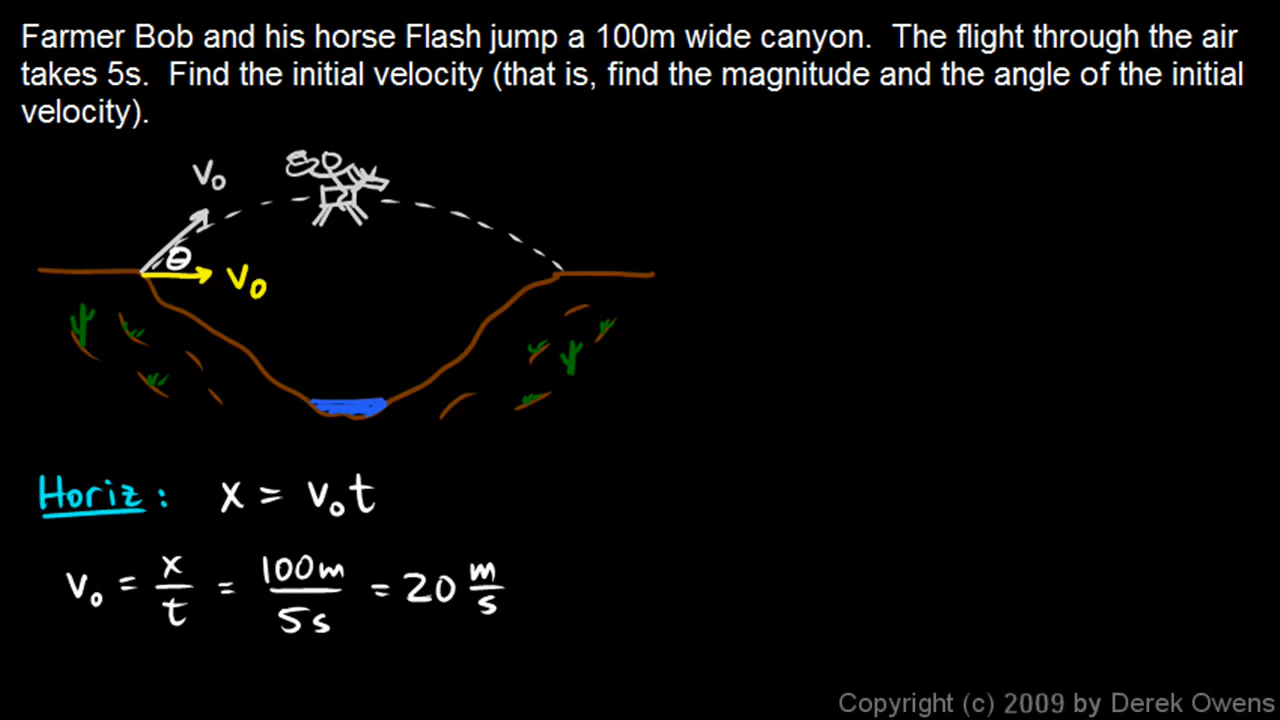 Farmer Bob and his horse Flash jump a 100m wide canyon. The flight through the air
takes 5s. Find the initial velocity (that is, find the magnitude and the angle of the initial
velocity).
v₀
θ
v₀
Horiz: x = v₀t
v₀ = x/t = 100m/5s = 20 m/s
Copyright (c) 2009 by Derek Owens